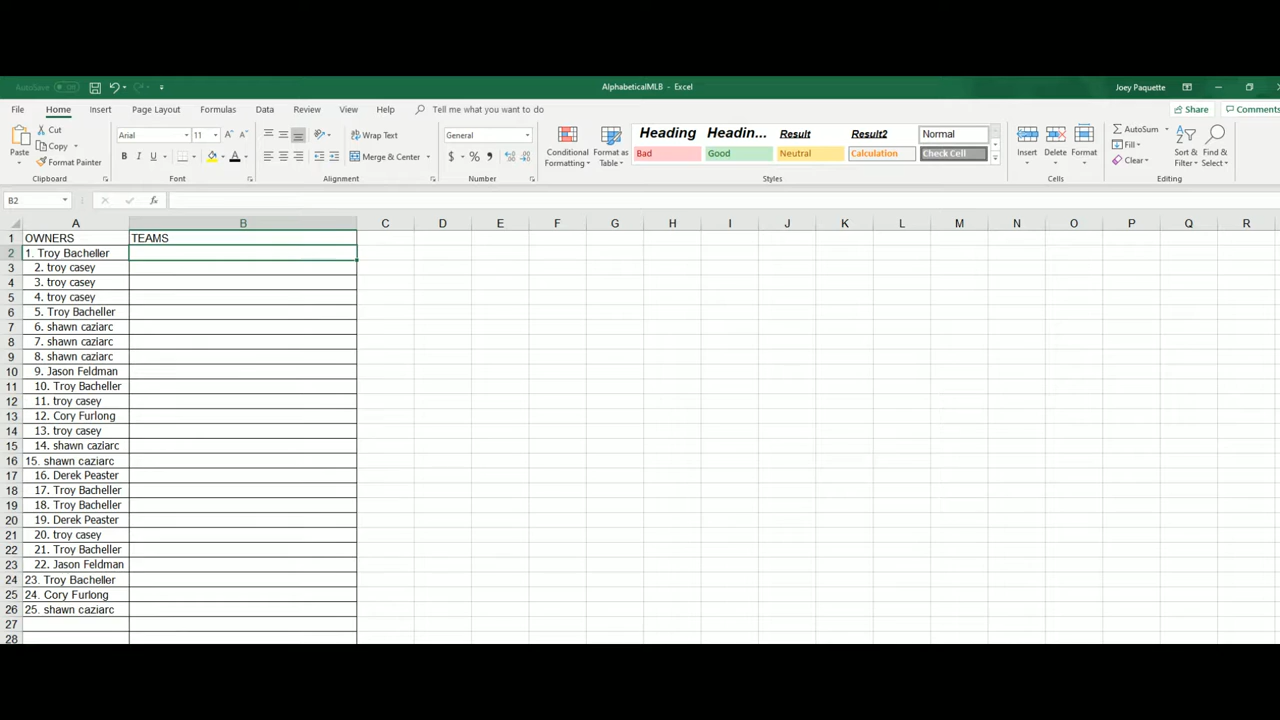 AutoSave Off AlphabeticalMLB - Excel Joey Paquette
File Home Insert Page Layout Formulas Data Review View Help Tell me what you want to do Share Comments
Paste Cut Copy Format Painter Clipboard
Arial 11 A A B I U A Font
Wrap Text Merge & Center Alignment
General $ % Number
Conditional Formatting Format as Table
Heading Headin... Result Result2 Normal
Bad Good Neutral Calculation Check Cell
Styles
Insert Delete Format Cells
AutoSum Fill Clear Sort & Filter Find & Select Editing
B2 fx
A B C D E F G H I J K L M N O P Q R
1 OWNERS TEAMS
2 1. Troy Bacheller
3 2. troy casey
4 3. troy casey
5 4. troy casey
6 5. Troy Bacheller
7 6. shawn caziarc
8 7. shawn caziarc
9 8. shawn caziarc
10 9. Jason Feldman
11 10. Troy Bacheller
12 11. troy casey
13 12. Cory Furlong
14 13. troy casey
15 14. shawn caziarc
16 15. shawn caziarc
17 16. Derek Peaster
18 17. Troy Bacheller
19 18. Troy Bacheller
20 19. Derek Peaster
21 20. troy casey
22 21. Troy Bacheller
23 22. Jason Feldman
24 23. Troy Bacheller
25 24. Cory Furlong
26 25. shawn caziarc
27
28